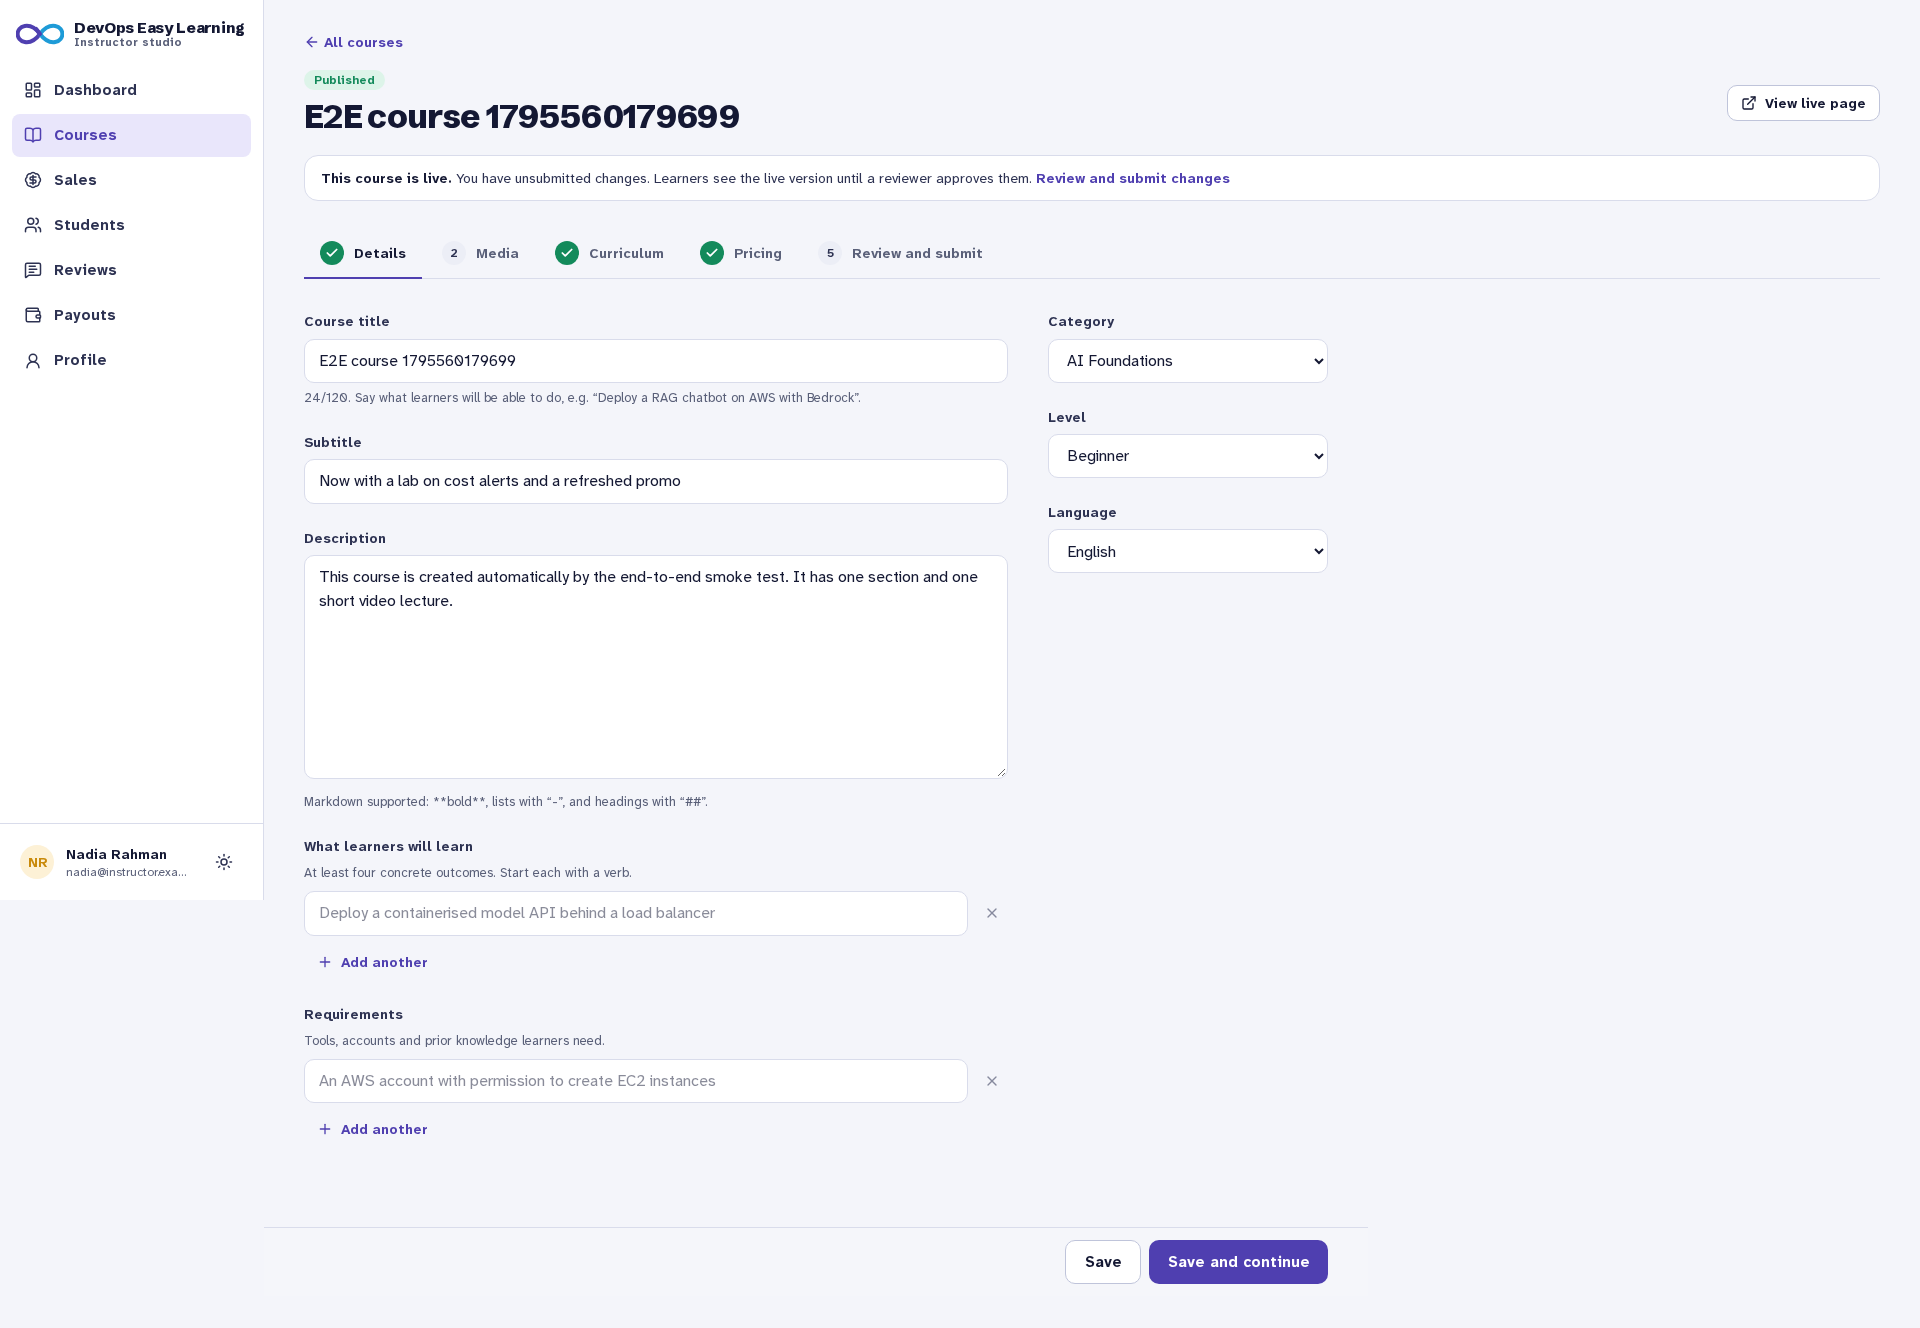 DevOps Easy Learning
Instructor studio
Dashboard
Courses
Sales
Students
Reviews
Payouts
Profile
NR
Nadia Rahman
nadia@instructor.exa...
All courses
Published
E2E course 1795560179699
View live page
This course is live. You have unsubmitted changes. Learners see the live version until a reviewer approves them. Review and submit changes
Details
2 Media
Curriculum
Pricing
5 Review and submit
Course title
E2E course 1795560179699
24/120. Say what learners will be able to do, e.g. “Deploy a RAG chatbot on AWS with Bedrock”.
Subtitle
Now with a lab on cost alerts and a refreshed promo
Description
This course is created automatically by the end-to-end smoke test. It has one section and one
short video lecture.
Markdown supported: **bold**, lists with “-”, and headings with “##”.
What learners will learn
At least four concrete outcomes. Start each with a verb.
Deploy a containerised model API behind a load balancer
Add another
Requirements
Tools, accounts and prior knowledge learners need.
An AWS account with permission to create EC2 instances
Add another
Category
AI Foundations
Level
Beginner
Language
English
Save
Save and continue